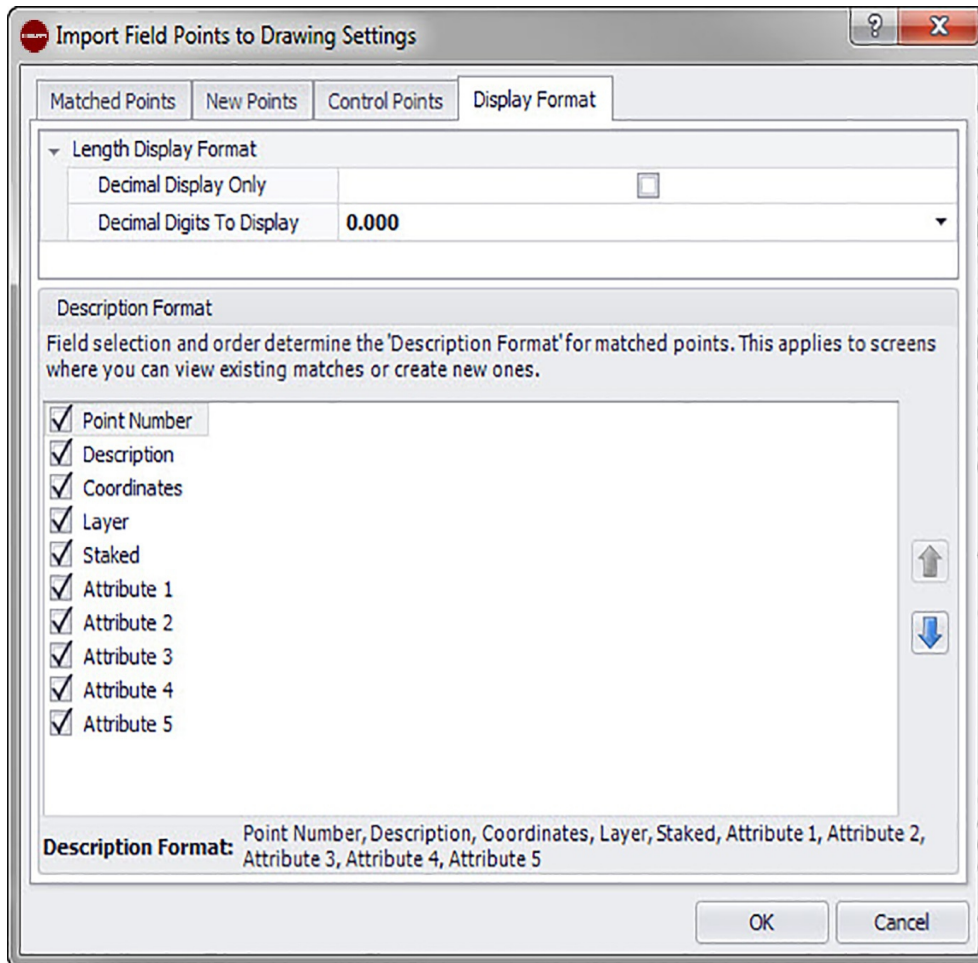 Import Field Points to Drawing Settings
Matched Points New Points Control Points Display Format
Length Display Format
Decimal Display Only
Decimal Digits To Display 0.000
Description Format
Field selection and order determine the 'Description Format' for matched points. This applies to screens
where you can view existing matches or create new ones.
Point Number
Description
Coordinates
Layer
Staked
Attribute 1
Attribute 2
Attribute 3
Attribute 4
Attribute 5
Description Format: Point Number, Description, Coordinates, Layer, Staked, Attribute 1, Attribute 2,
Attribute 3, Attribute 4, Attribute 5
OK Cancel